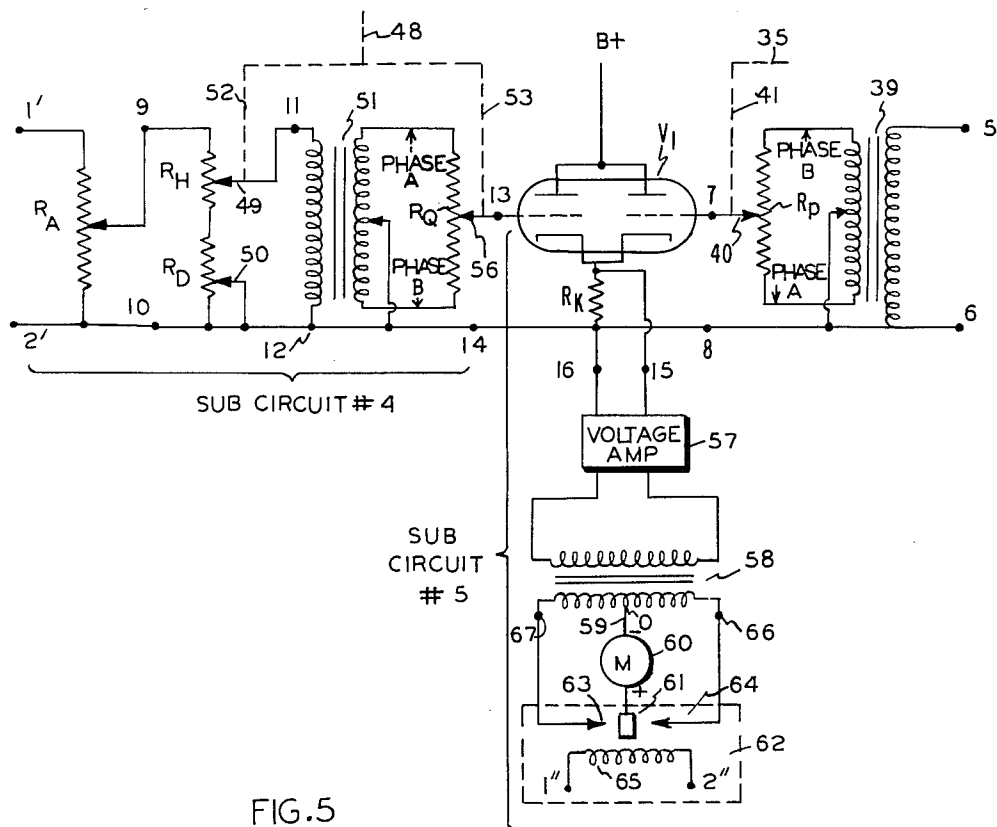 48
B+
35
52
53
41
1'
9
11
51
39
5
V1
PHASE A
PHASE B
RH
13
7
RA
49
RQ
RP
40
50
56
RD
PHASE B
PHASE A
RK
10
6
2'
12
14
8
16
15
SUB CIRCUIT # 4
VOLTAGE
AMP
57
SUB
CIRCUIT
# 5
58
59
O
67
-
66
60
M
+
61
64
63
62
65
1"
2"
FIG.5